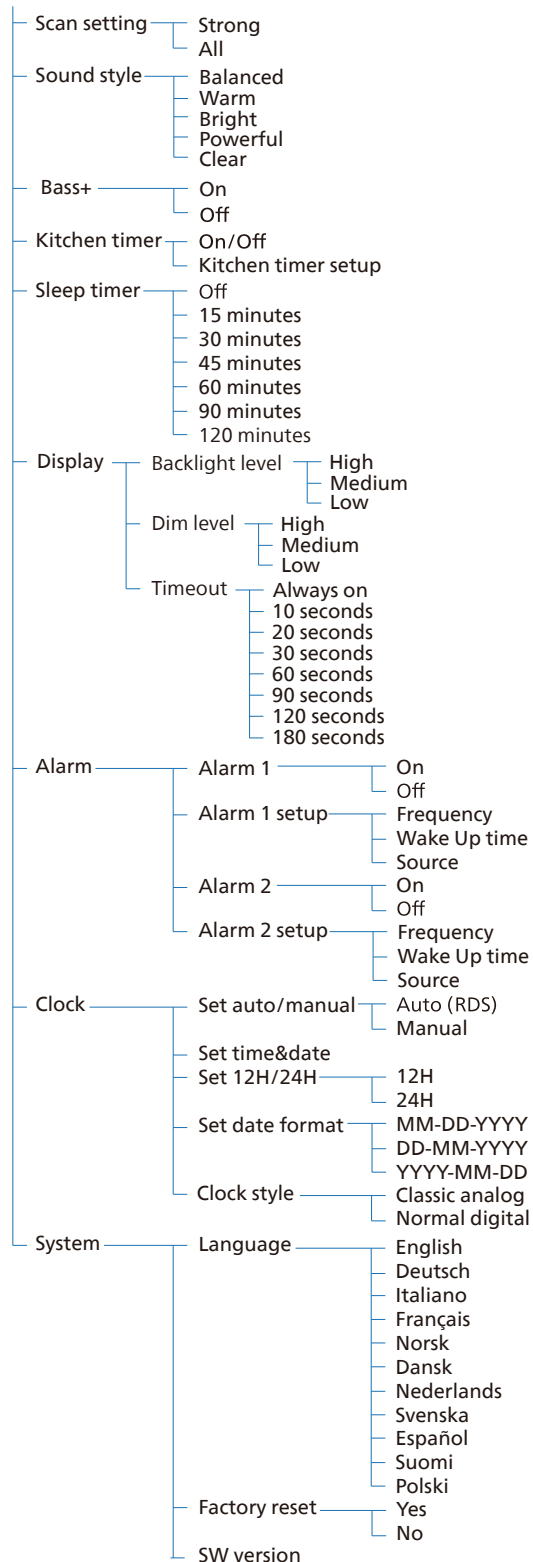 Scan setting Strong
All
Sound style Balanced
Warm
Bright
Powerful
Clear
Bass+ On
Off
Kitchen timer On/Off
Kitchen timer setup
Sleep timer Off
15 minutes
30 minutes
45 minutes
60 minutes
90 minutes
120 minutes
Display Backlight level High
Medium
Low
Dim level High
Medium
Low
Timeout Always on
10 seconds
20 seconds
30 seconds
60 seconds
90 seconds
120 seconds
180 seconds
Alarm Alarm 1 On
Off
Alarm 1 setup Frequency
Wake Up time
Source
Alarm 2 On
Off
Alarm 2 setup Frequency
Wake Up time
Source
Clock Set auto/manual Auto (RDS)
Manual
Set time&date
Set 12H/24H 12H
24H
Set date format MM-DD-YYYY
DD-MM-YYYY
YYYY-MM-DD
Clock style Classic analog
Normal digital
System Language English
Deutsch
Italiano
Français
Norsk
Dansk
Nederlands
Svenska
Español
Suomi
Polski
Factory reset Yes
No
SW version